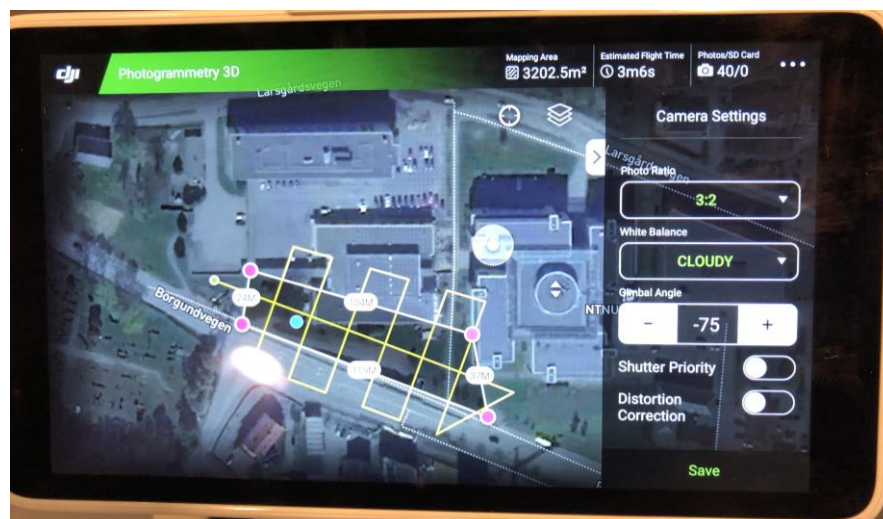 dji
Photogrammetry 3D
Mapping Area
3202.5m²
Estimated Flight Time
3m6s
Photos/SD Card
40/0
Larsgårdsvegen
Camera Settings
Larsgårdsvegen
Photo Ratio
3:2
White Balance
CLOUDY
Gimbal Angle
- -75 +
Shutter Priority
Distortion
Correction
Save
24M
104M
119M
37M
Borgundvegen
NTNU